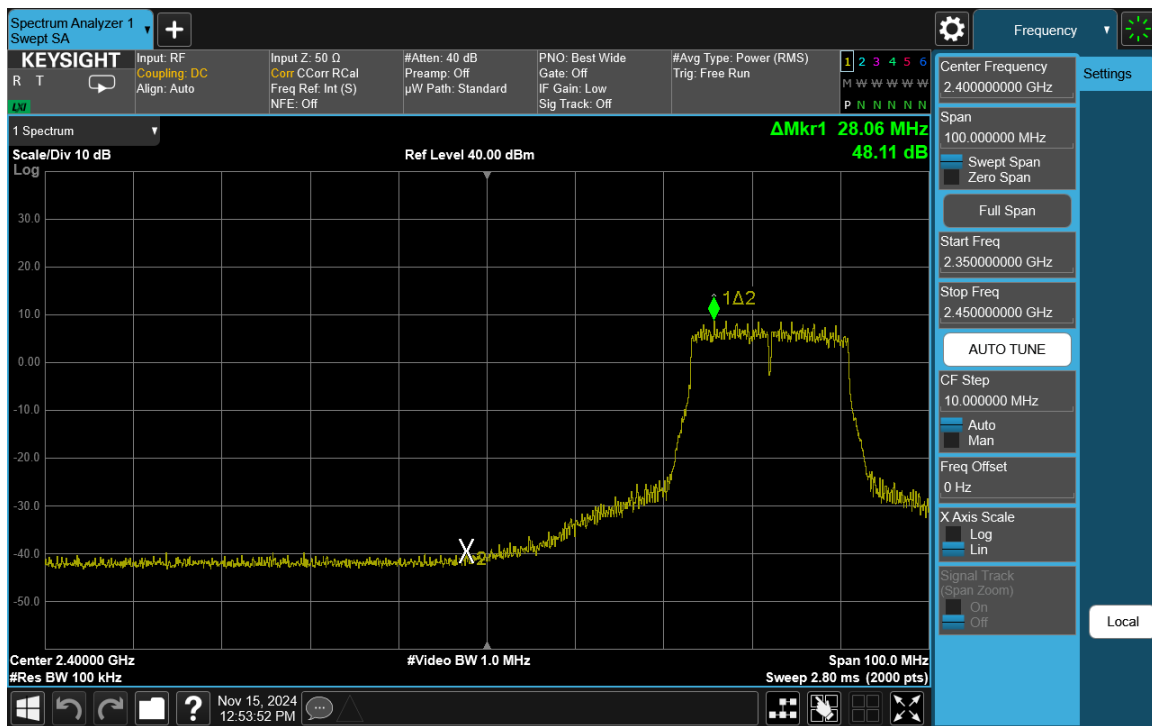 Spectrum Analyzer 1
Swept SA
+
Frequency
KEYSIGHT
R T
LXI
Input: RF
Coupling: DC
Align: Auto
Input Z: 50 Ω
Corr CCorr RCal
Freq Ref: Int (S)
NFE: Off
#Atten: 40 dB
Preamp: Off
µW Path: Standard
PNO: Best Wide
Gate: Off
IF Gain: Low
Sig Track: Off
#Avg Type: Power (RMS)
Trig: Free Run
1 2 3 4 5 6
M W W W W W
P N N N N N
1 Spectrum
ΔMkr1 28.06 MHz
48.11 dB
Scale/Div 10 dB
Ref Level 40.00 dBm
Log
30.0
20.0
10.0
0.00
-10.0
-20.0
-30.0
-40.0
-50.0
1Δ2
X2
Center 2.40000 GHz
#Video BW 1.0 MHz
Span 100.0 MHz
#Res BW 100 kHz
Sweep 2.80 ms (2000 pts)
Center Frequency
2.400000000 GHz
Span
100.000000 MHz
Swept Span
Zero Span
Full Span
Start Freq
2.350000000 GHz
Stop Freq
2.450000000 GHz
AUTO TUNE
CF Step
10.000000 MHz
Auto
Man
Freq Offset
0 Hz
X Axis Scale
Log
Lin
Signal Track
(Span Zoom)
On
Off
Settings
Local
?
Nov 15, 2024
12:53:52 PM